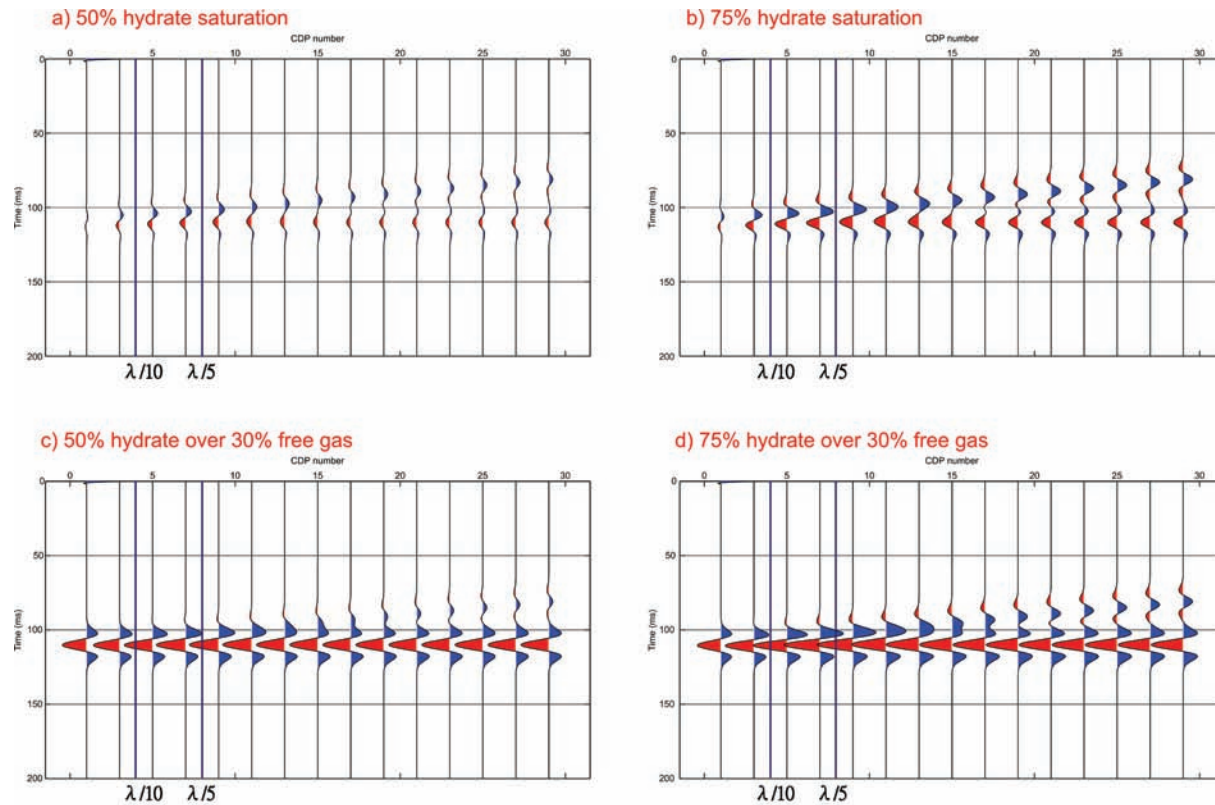 a) 50% hydrate saturation
CDP number
0 5 10 15 20 25 30
0
50
100
150
200
Time (ms)
λ/10 λ/5
b) 75% hydrate saturation
CDP number
0 5 10 15 20 25 30
0
50
100
150
200
Time (ms)
λ/10 λ/5
c) 50% hydrate over 30% free gas
CDP number
0 5 10 15 20 25 30
0
50
100
150
200
Time (ms)
λ/10 λ/5
d) 75% hydrate over 30% free gas
CDP number
0 5 10 15 20 25 30
0
50
100
150
200
Time (ms)
λ/10 λ/5